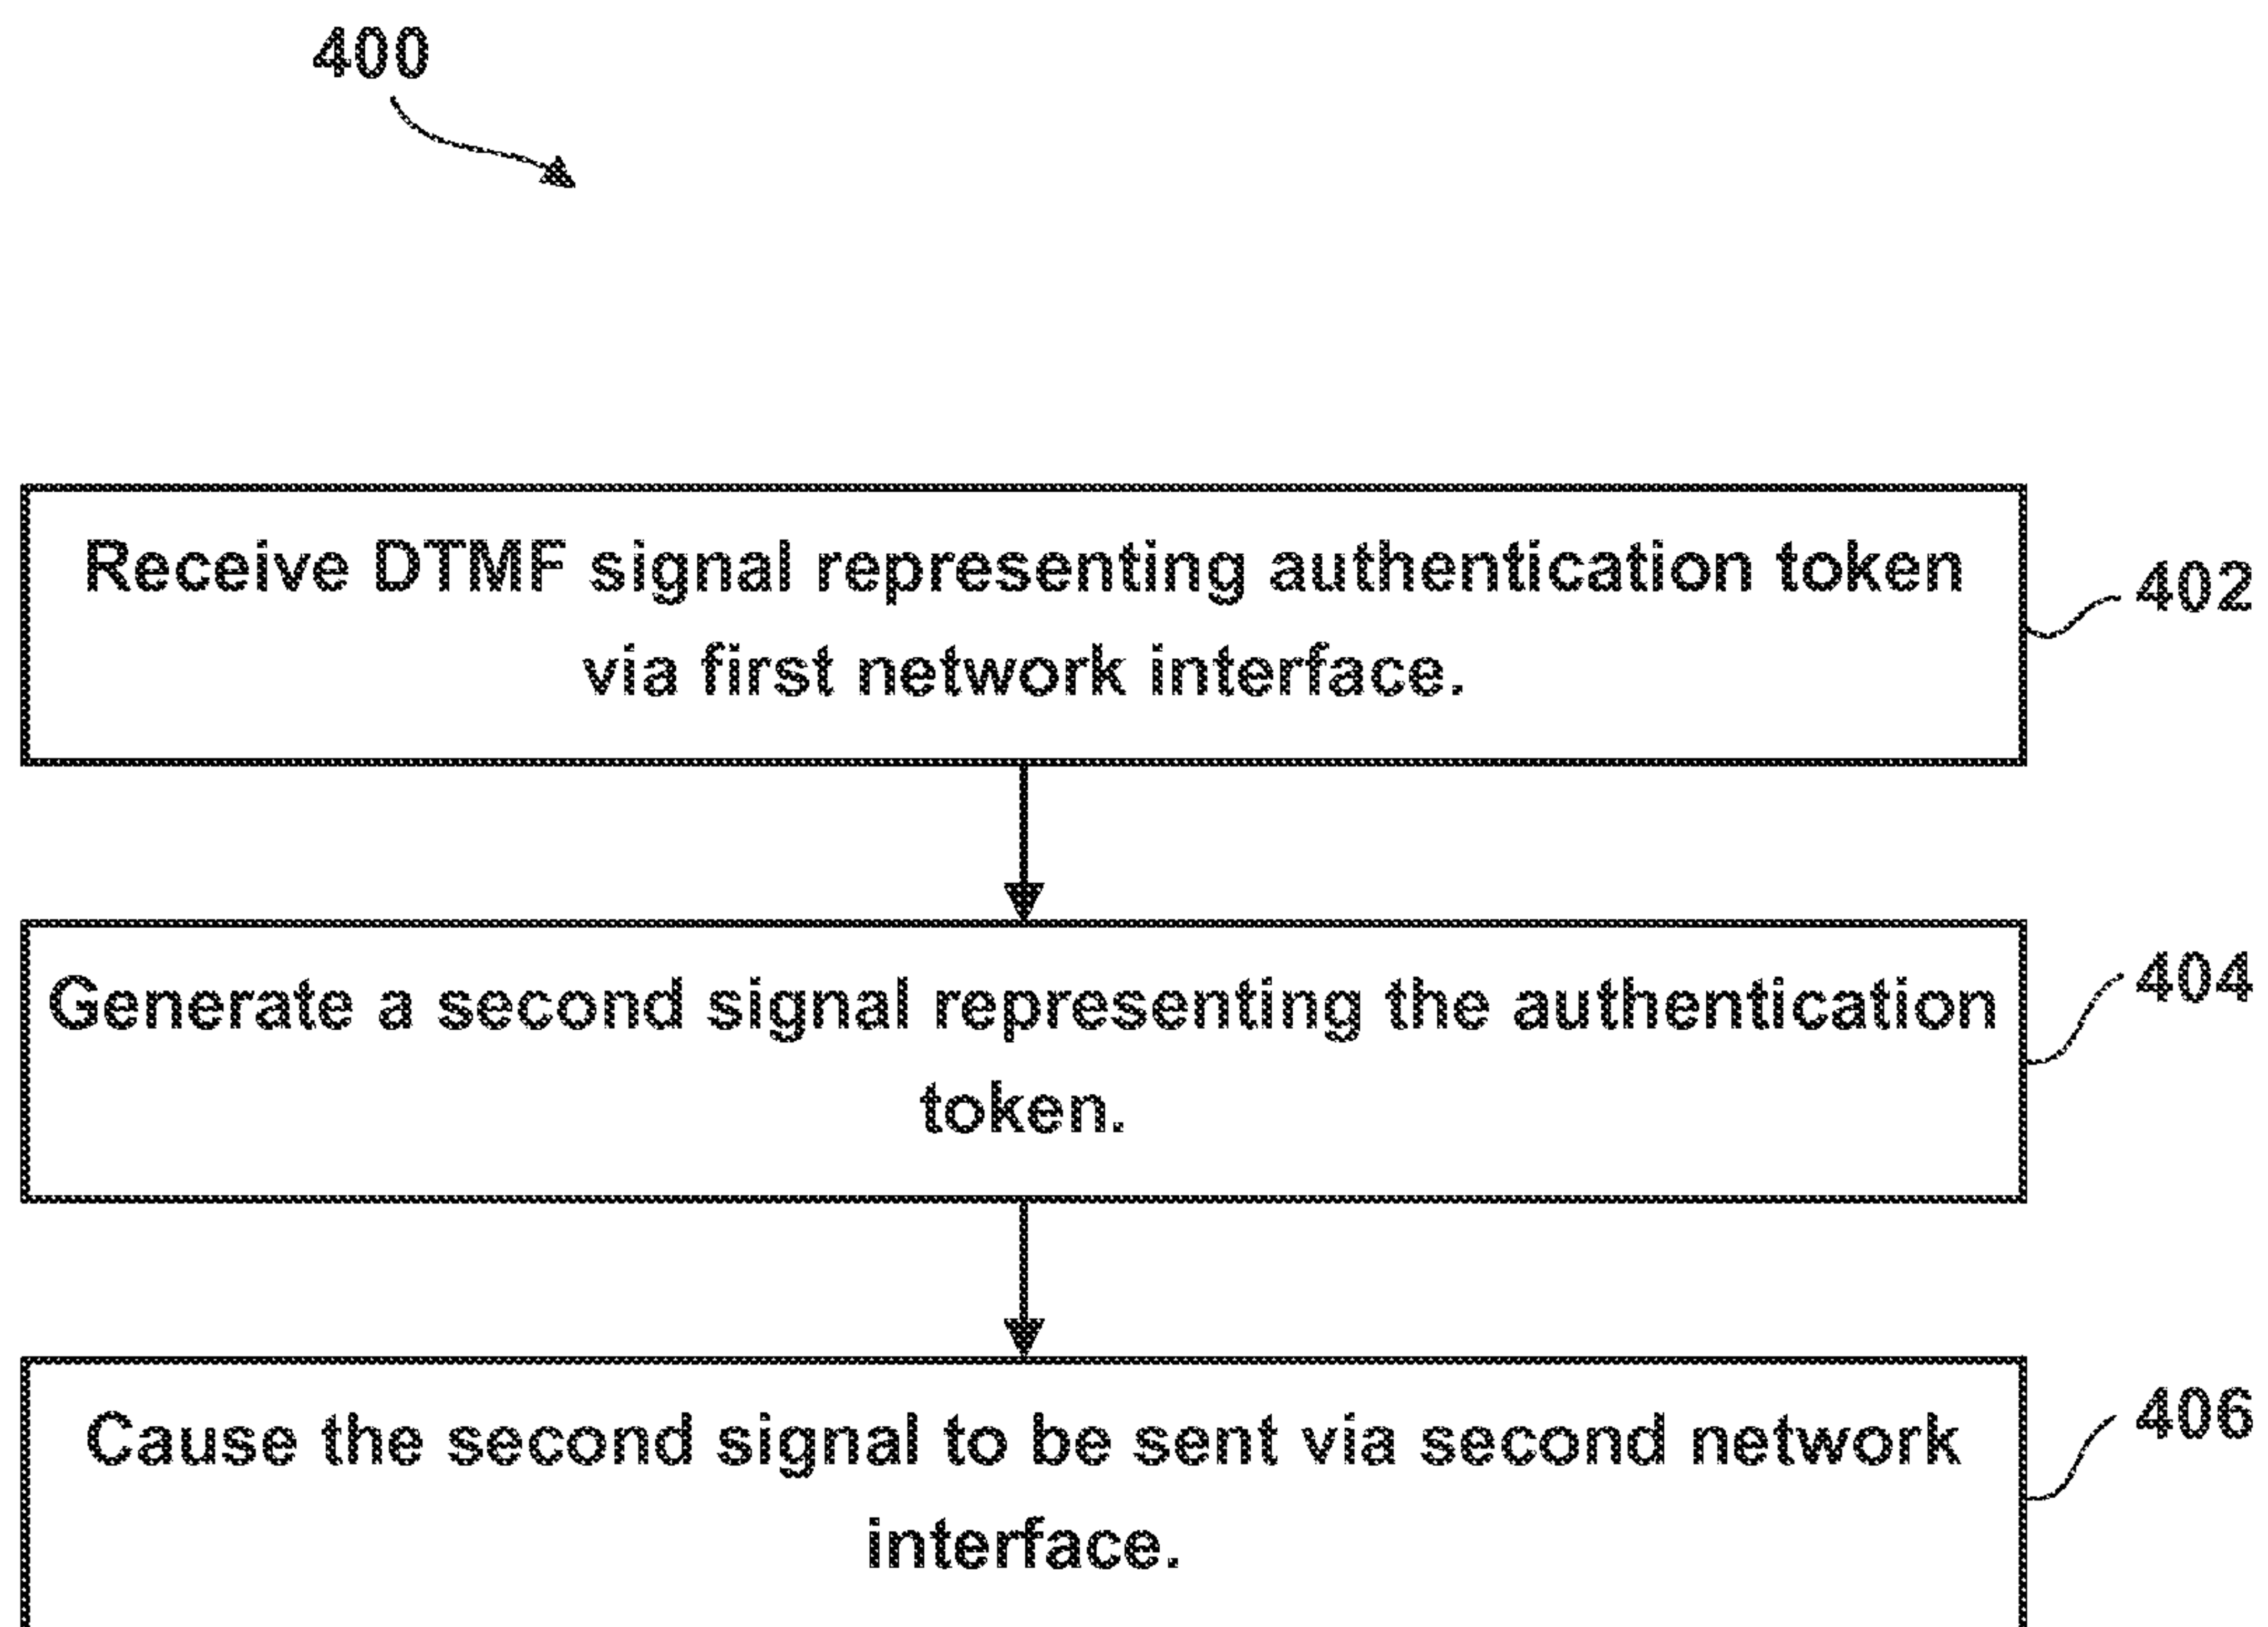 400
Receive DTMF signal representing authentication token
via first network interface.
402
Generate a second signal representing the authentication
token.
404
Cause the second signal to be sent via second network
interface.
406